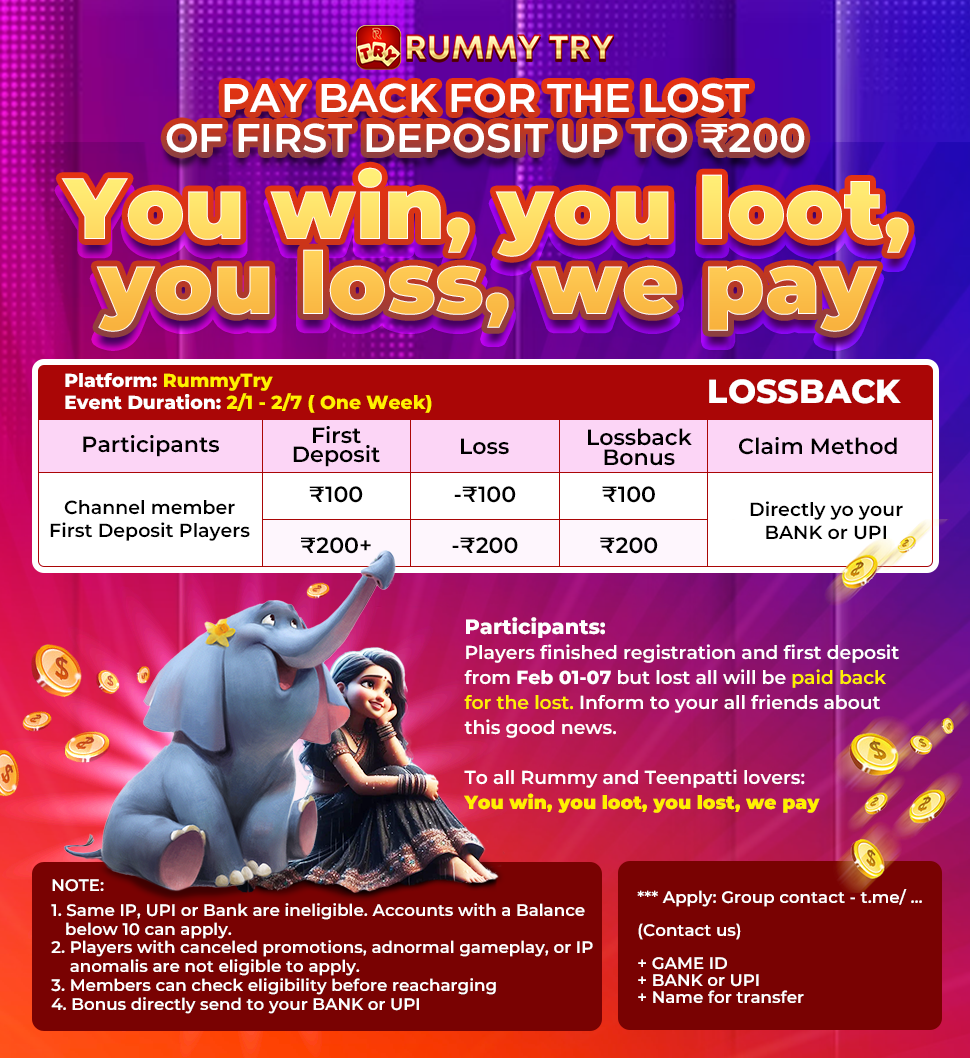 TRY RUMMY TRY
PAY BACK FOR THE LOST
OF FIRST DEPOSIT UP TO ₹200
You win, you loot,
you loss, we pay
Platform: RummyTry
Event Duration: 2/1 - 2/7 ( One Week)
LOSSBACK
Participants
First
Deposit
Loss
Lossback
Bonus
Claim Method
Channel member
First Deposit Players
₹100
-₹100
₹100
₹200+
-₹200
₹200
Directly yo your
BANK or UPI
Participants:
Players finished registration and first deposit
from Feb 01-07 but lost all will be paid back
for the lost. Inform to your all friends about
this good news.
To all Rummy and Teenpatti lovers:
You win, you loot, you lost, we pay
NOTE:
1. Same IP, UPI or Bank are ineligible. Accounts with a Balance
below 10 can apply.
2. Players with canceled promotions, adnormal gameplay, or IP
anomalis are not eligible to apply.
3. Members can check eligibility before reacharging
4. Bonus directly send to your BANK or UPI
*** Apply: Group contact - t.me/ ...
(Contact us)
+ GAME ID
+ BANK or UPI
+ Name for transfer